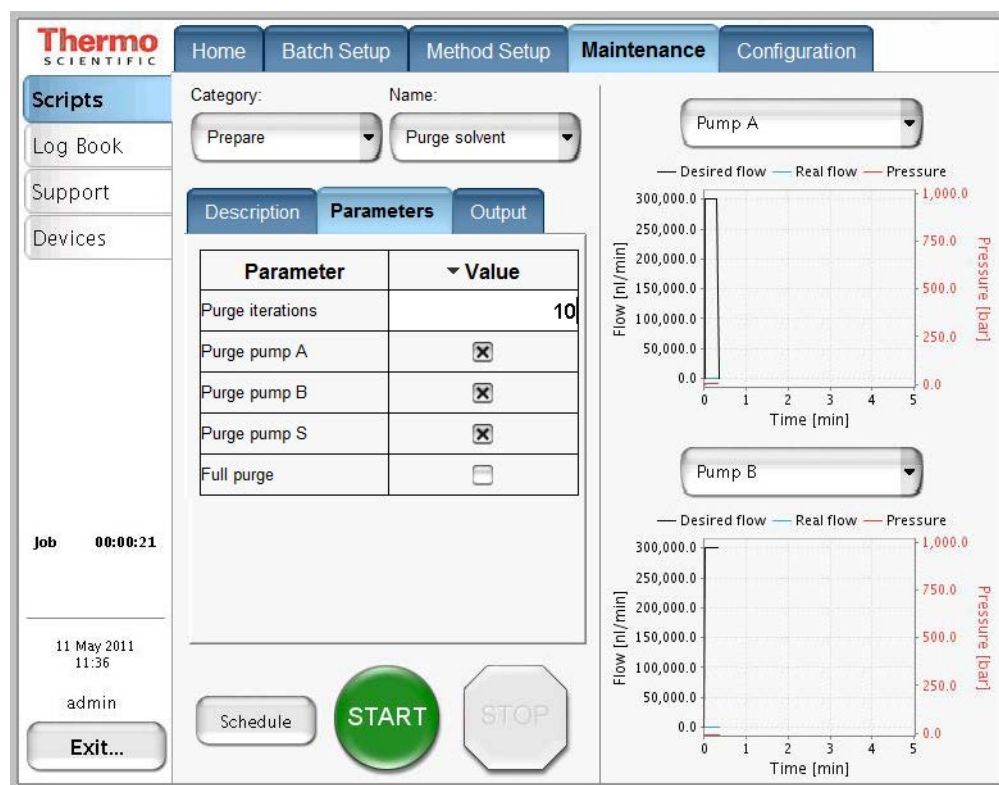 Thermo
SCIENTIFIC
Home
Batch Setup
Method Setup
Maintenance
Configuration
Scripts
Log Book
Support
Devices
Job 00:00:21
11 May 2011
11:36
admin
Exit...
Category: Name:
Prepare Purge solvent
Description Parameters Output
Parameter Value
Purge iterations 10
Purge pump A
Purge pump B
Purge pump S
Full purge
Schedule START STOP
Pump A
Desired flow Real flow Pressure
300,000.0 1,000.0
250,000.0
750.0
200,000.0
500.0
150,000.0
100,000.0
250.0
50,000.0
0.0 0.0
Flow [nl/min]
Pressure [bar]
0 1 2 3 4 5
Time [min]
Pump B
Desired flow Real flow Pressure
300,000.0 1,000.0
250,000.0
750.0
200,000.0
500.0
150,000.0
100,000.0
250.0
50,000.0
0.0 0.0
Flow [nl/min]
Pressure [bar]
0 1 2 3 4 5
Time [min]